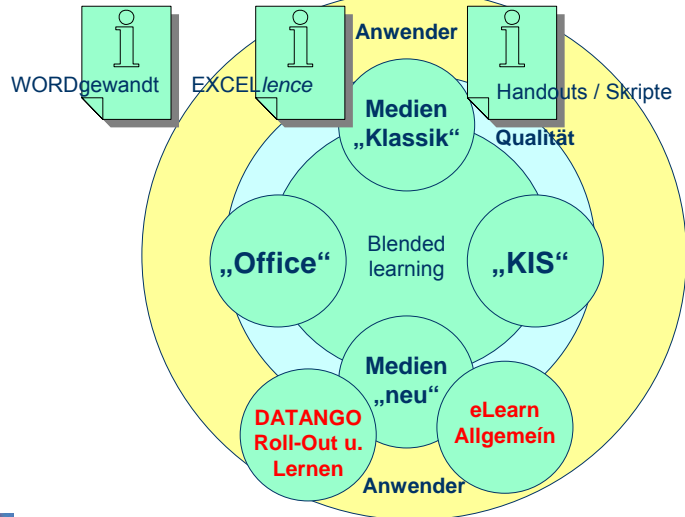 Anwender
WORDgewandt
EXCELlence
Handouts / Skripte
Medien
„Klassik“
Qualität
„Office“
Blended
learning
„KIS“
Medien
„neu“
DATANGO
Roll-Out u.
Lernen
eLearn
Allgemeín
Anwender